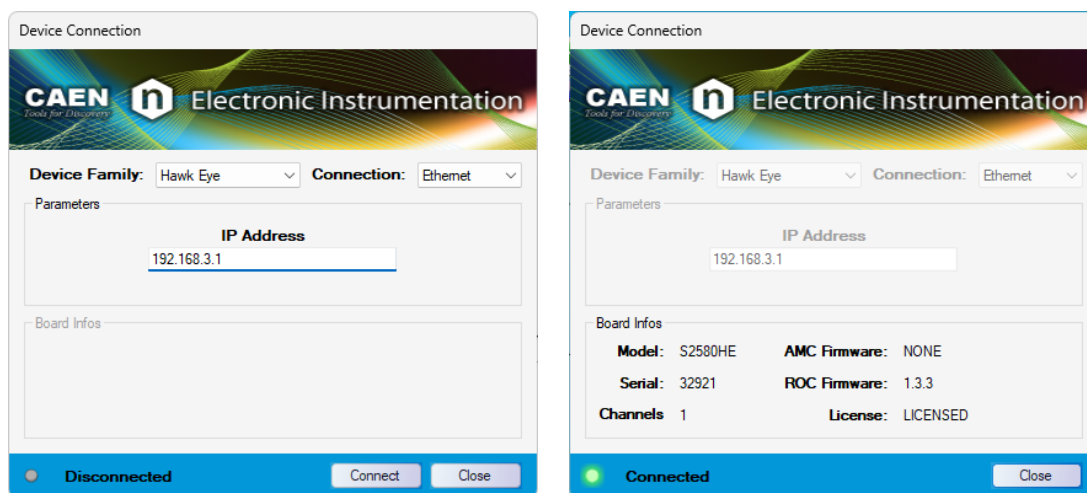 Device Connection
CAEN n Electronic Instrumentation
Tools for Discovery
Device Family: Hawk Eye Connection: Ethernet
Parameters
IP Address
192.168.3.1
Board Infos
Disconnected Connect Close
Device Connection
CAEN n Electronic Instrumentation
Tools for Discovery
Device Family: Hawk Eye Connection: Ethernet
Parameters
IP Address
192.168.3.1
Board Infos
Model: S2580HE AMC Firmware: NONE
Serial: 32921 ROC Firmware: 1.3.3
Channels 1 License: LICENSED
Connected Close